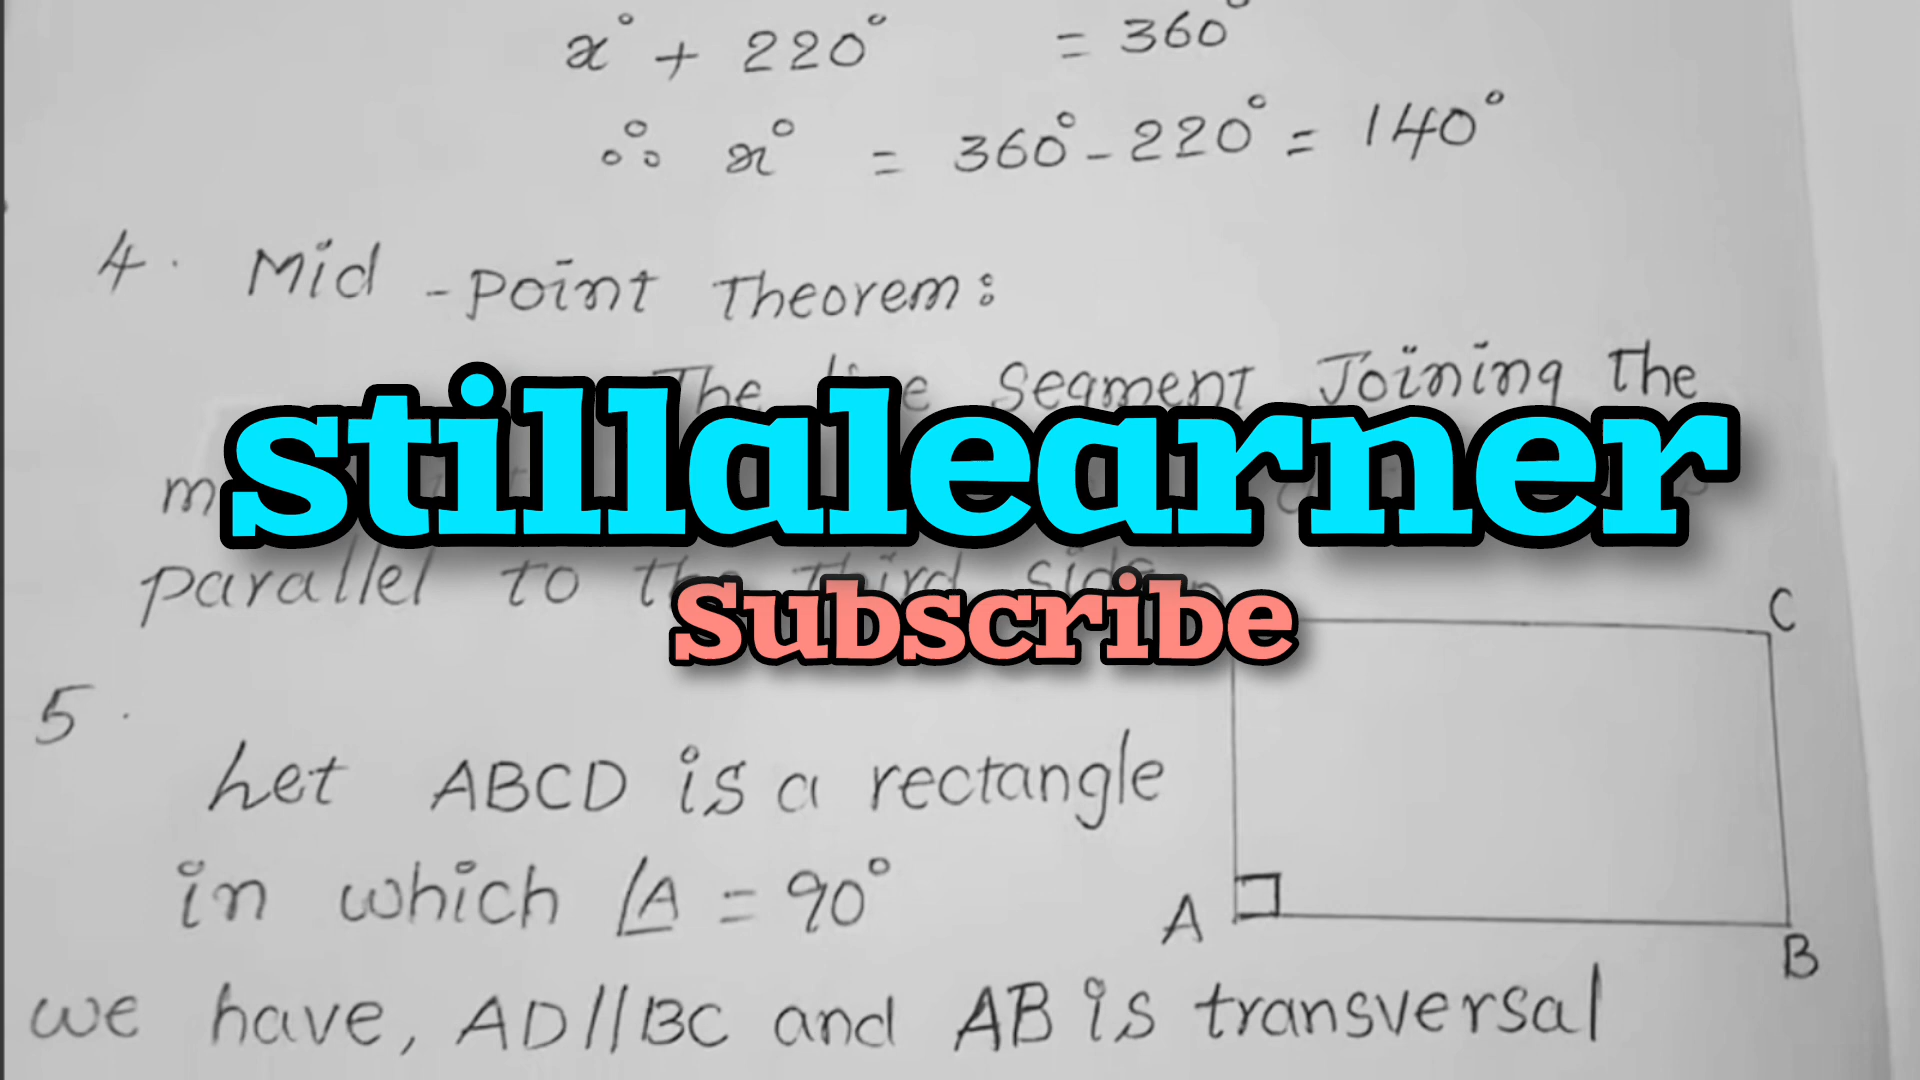 x° + 220° = 360°
∴ x° = 360° - 220° = 140°
4. Mid - Point Theorem:
The line segment Joining the
stillalearner
parallel to the third side
Subscribe
C
5.
Let ABCD is a rectangle
in which ∠A = 90°
A
B
we have, AD//BC and AB is transversal